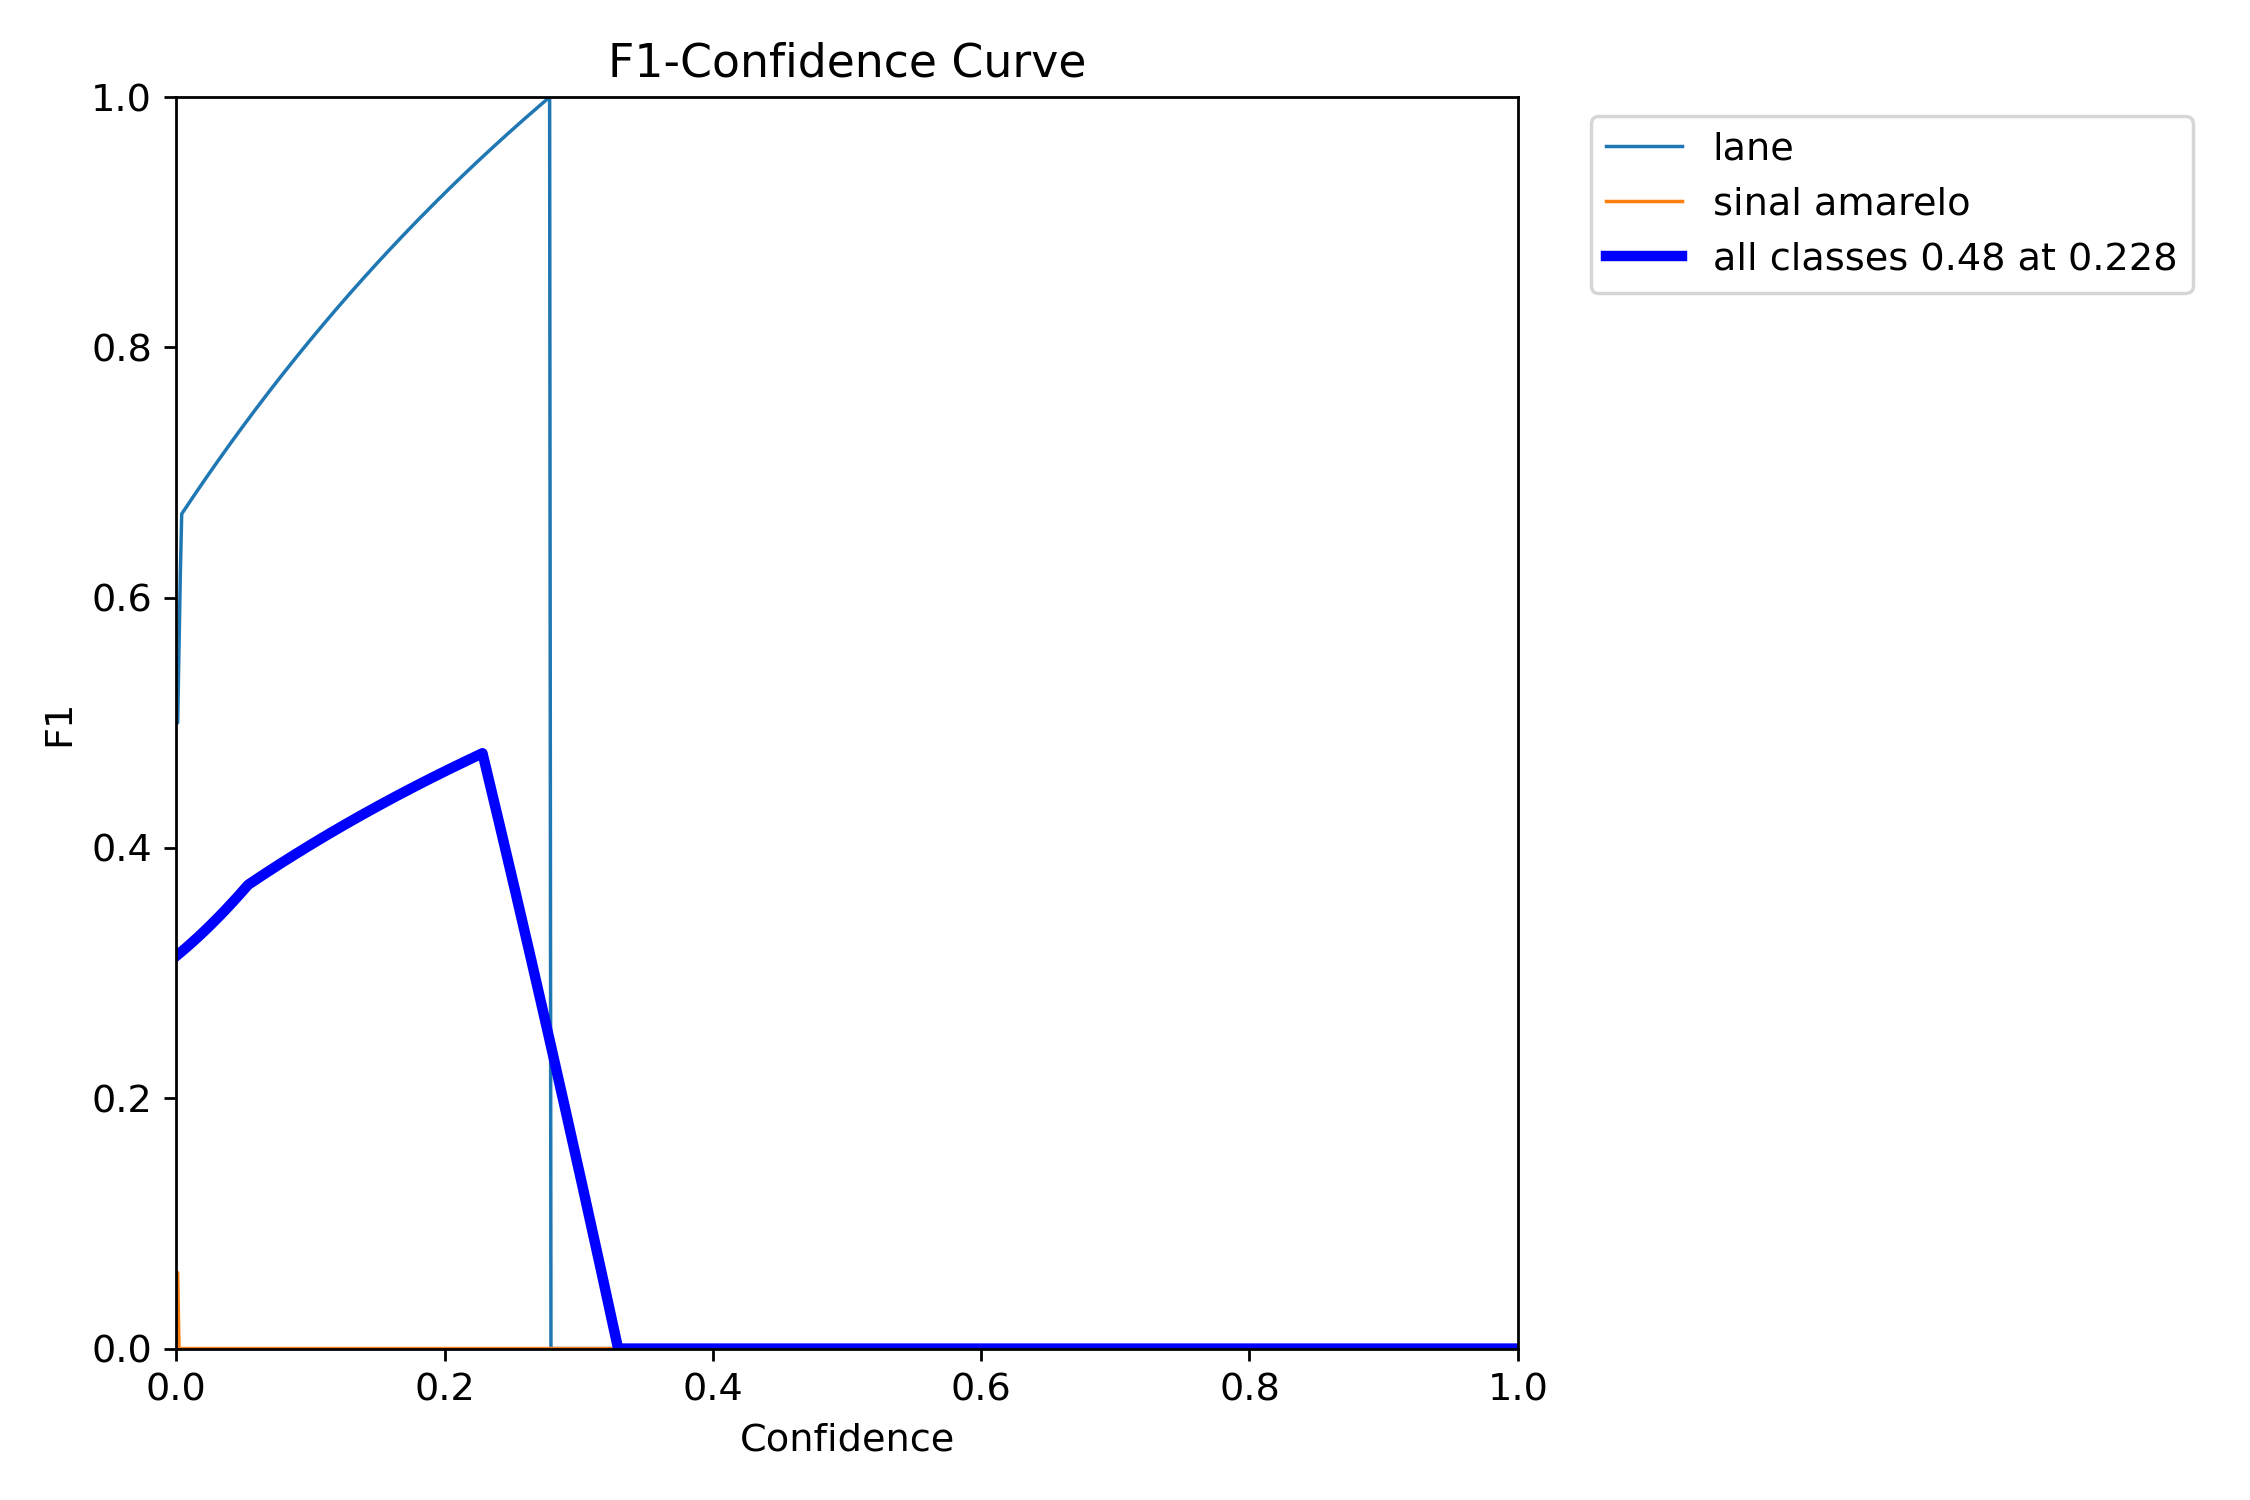 F1-Confidence Curve
1.0
0.8
0.6
0.4
0.2
0.0
F1
0.0 0.2 0.4 0.6 0.8 1.0
Confidence
lane
sinal amarelo
all classes 0.48 at 0.228